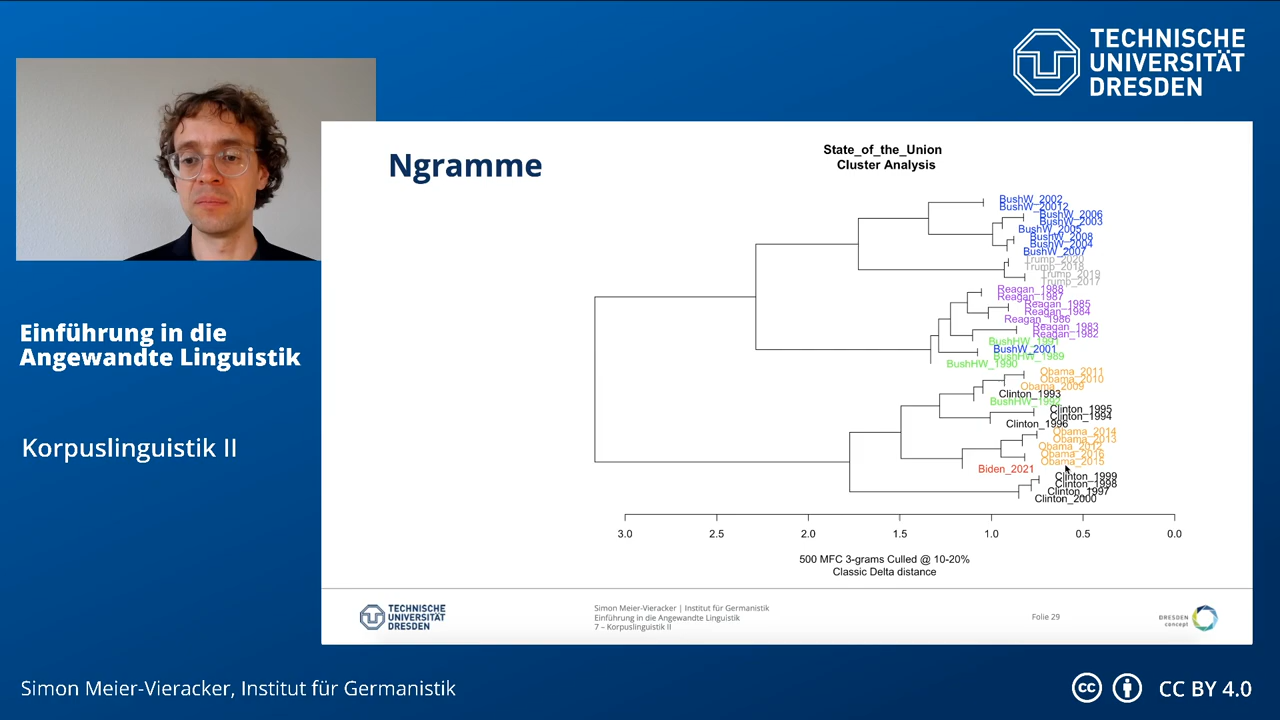 TECHNISCHE
UNIVERSITÄT
DRESDEN
Ngramme
State_of_the_Union
Cluster Analysis
BushW_2002
BushW_20012
BushW_2006
BushW_2003
BushW_2005
BushW_2008
BushW_2004
BushW_2007
Trump_2020
Trump_2018
Trump_2019
Trump_2017
Reagan_1988
Reagan_1987
Reagan_1985
Reagan_1984
Reagan_1986
Reagan_1983
Reagan_1982
BushHW_1991
BushW_2001
BushHW_1989
BushHW_1990
Obama_2011
Obama_2010
Obama_2009
Clinton_1993
BushHW_1992
Clinton_1995
Clinton_1994
Clinton_1996
Obama_2014
Obama_2013
Obama_2012
Obama_2016
Obama_2015
Biden_2021
Clinton_1999
Clinton_1998
Clinton_1997
Clinton_2000
3.0 2.5 2.0 1.5 1.0 0.5 0.0
500 MFC 3-grams Culled @ 10-20%
Classic Delta distance
Einführung in die
Angewandte Linguistik
Korpuslinguistik II
TECHNISCHE
UNIVERSITÄT
DRESDEN
Simon Meier-Vieracker | Institut für Germanistik
Einführung in die Angewandte Linguistik
7 – Korpuslinguistik II
Folie 29
DRESDEN
concept
Simon Meier-Vieracker, Institut für Germanistik
cc
CC BY 4.0